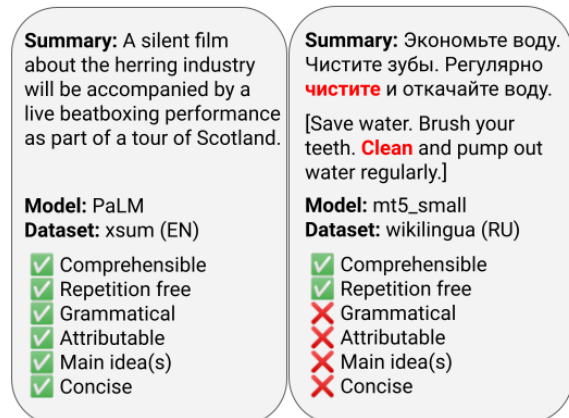 Summary: A silent film
about the herring industry
will be accompanied by a
live beatboxing performance
as part of a tour of Scotland.
Model: PaLM
Dataset: xsum (EN)
✅ Comprehensible
✅ Repetition free
✅ Grammatical
✅ Attributable
✅ Main idea(s)
✅ Concise
Summary: Экономьте воду.
Чистите зубы. Регулярно
чистите и откачайте воду.
[Save water. Brush your
teeth. Clean and pump out
water regularly.]
Model: mt5_small
Dataset: wikilingua (RU)
✅ Comprehensible
✅ Repetition free
❌ Grammatical
❌ Attributable
❌ Main idea(s)
❌ Concise